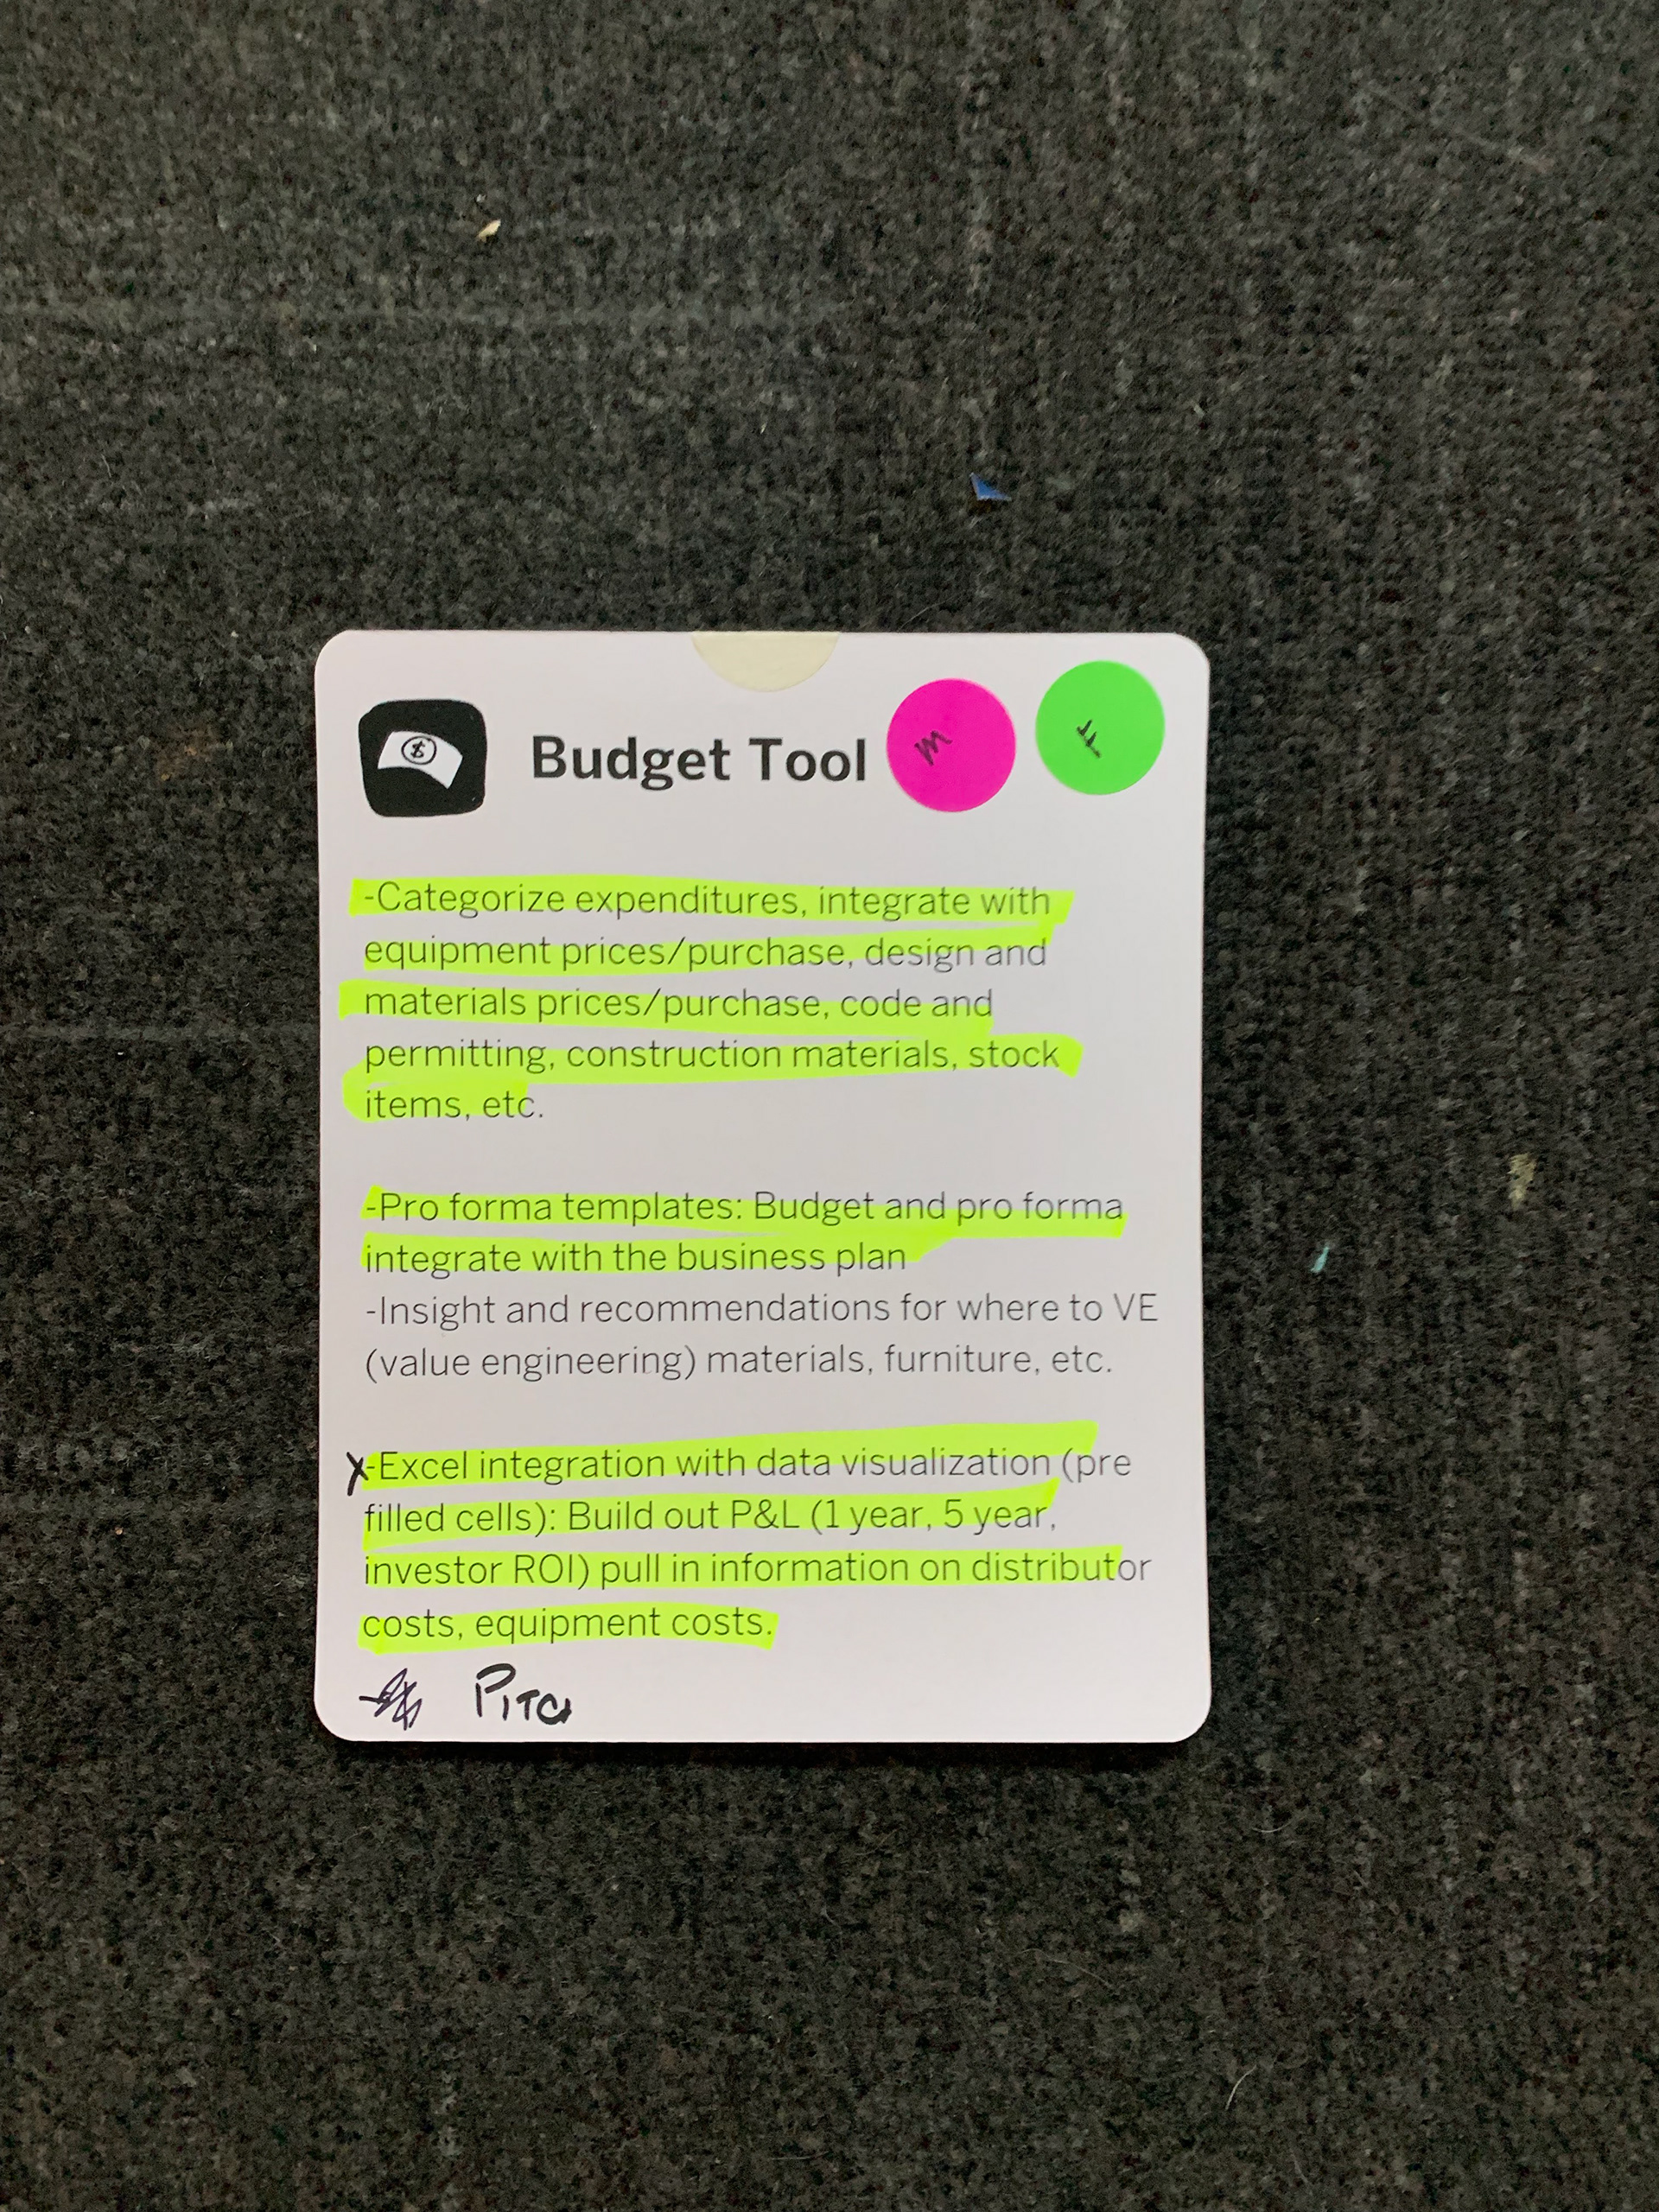 $
Budget Tool
-Categorize expenditures, integrate with
equipment prices/purchase, design and
materials prices/purchase, code and
permitting, construction materials, stock
items, etc.
-Pro forma templates: Budget and pro forma
integrate with the business plan
-Insight and recommendations for where to VE
(value engineering) materials, furniture, etc.
X-Excel integration with data visualization (pre
filled cells): Build out P&L (1 year, 5 year,
investor ROI) pull in information on distributor
costs, equipment costs.